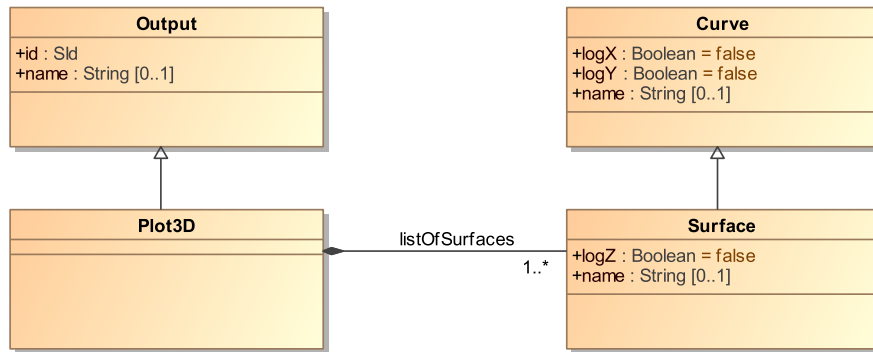 Output
+id : SId
+name : String [0..1]
Curve
+logX : Boolean = false
+logY : Boolean = false
+name : String [0..1]
Plot3D
listOfSurfaces
1..*
Surface
+logZ : Boolean = false
+name : String [0..1]